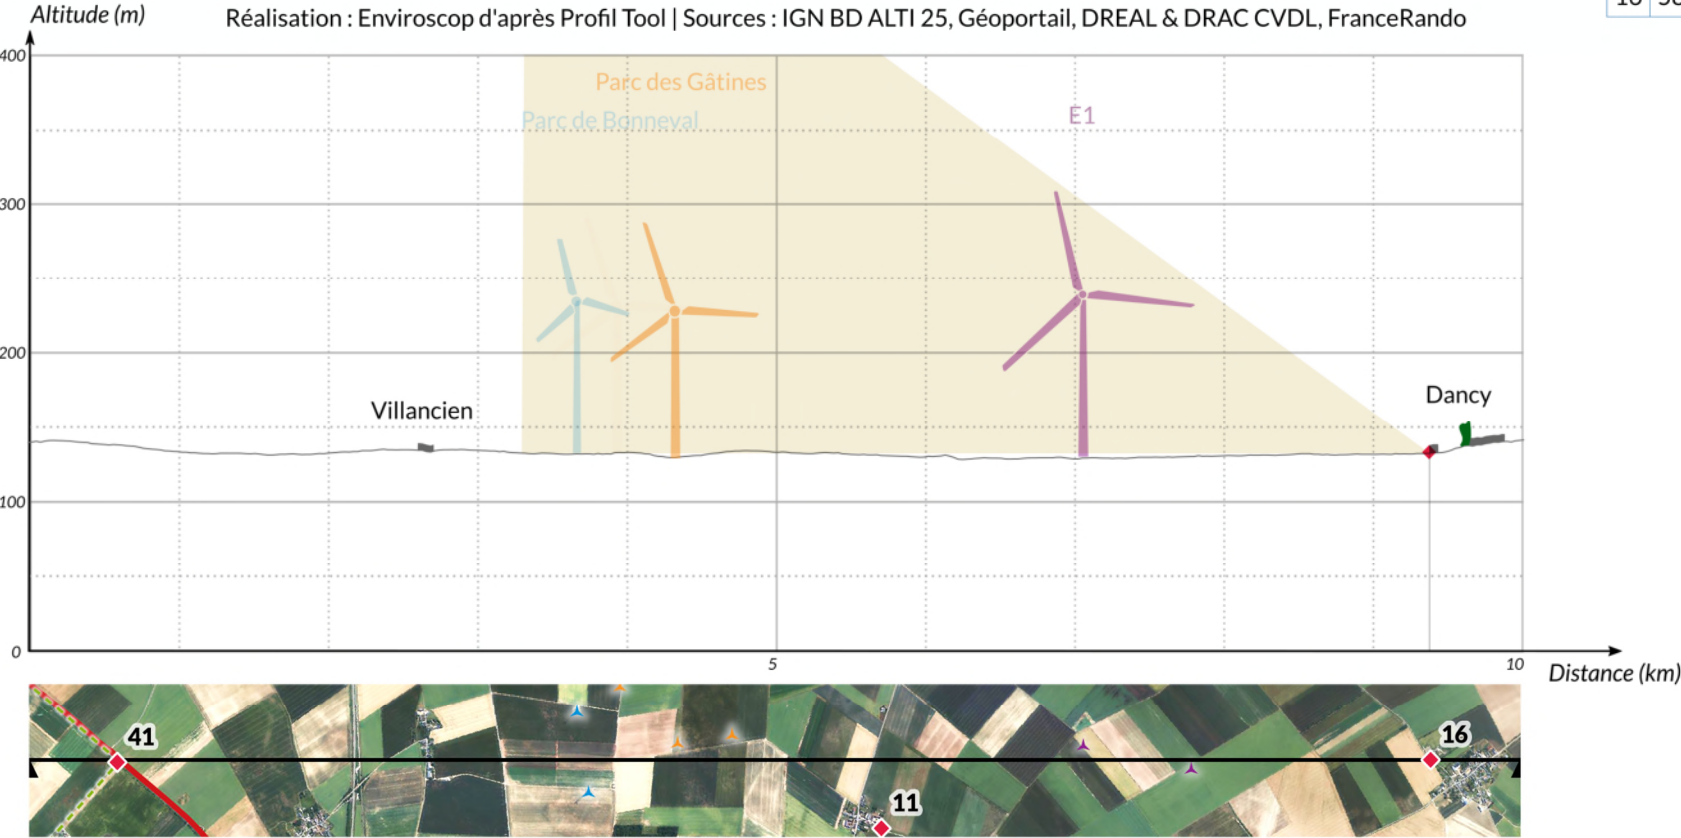 Altitude (m)
Réalisation : Enviroscop d'après Profil Tool | Sources : IGN BD ALTI 25, Géoportail, DREAL & DRAC CVDL, FranceRando
400
Parc des Gâtines
Parc de Bonneval
E1
300
200
Villancien
Dancy
100
0
5
10
Distance (km)
41
16
11